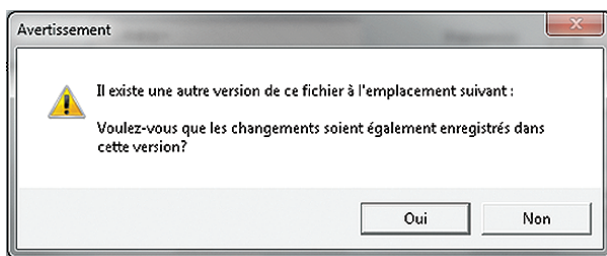 Avertissement
Il existe une autre version de ce fichier à l'emplacement suivant :
Voulez-vous que les changements soient également enregistrés dans
cette version?
Oui
Non